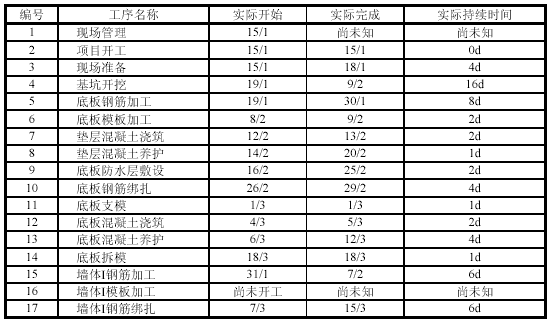 编号 工序名称 实际开始 实际完成 实际持续时间
1 现场管理 15/1 尚未知 尚未知
2 项目开工 15/1 15/1 0d
3 现场准备 15/1 18/1 4d
4 基坑开挖 19/1 9/2 16d
5 底板钢筋加工 19/1 30/1 8d
6 底板模板加工 8/2 9/2 2d
7 垫层混凝土浇筑 12/2 13/2 2d
8 垫层混凝土养护 14/2 20/2 1d
9 底板防水层敷设 16/2 25/2 2d
10 底板钢筋绑扎 26/2 29/2 4d
11 底板支模 1/3 1/3 1d
12 底板混凝土浇筑 4/3 5/3 2d
13 底板混凝土养护 6/3 12/3 4d
14 底板拆模 18/3 18/3 1d
15 墙体I钢筋加工 31/1 7/2 6d
16 墙体I模板加工 尚未开工 尚未知 尚未知
17 墙体I钢筋绑扎 7/3 15/3 6d